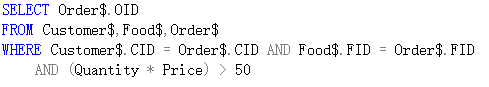 SELECT Order$.OID
FROM Customer$,Food$,Order$
WHERE Customer$.CID = Order$.CID AND Food$.FID = Order$.FID
AND (Quantity * Price) > 50